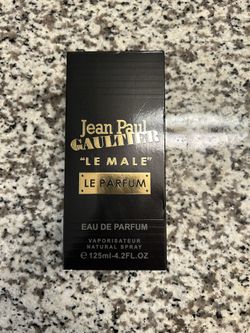 Jean Paul
GAULTIER
"LE MALE"
LE PARFUM
EAU DE PARFUM
VAPORISATEUR
NATURAL SPRAY
℮125ml-4.2FL.OZ